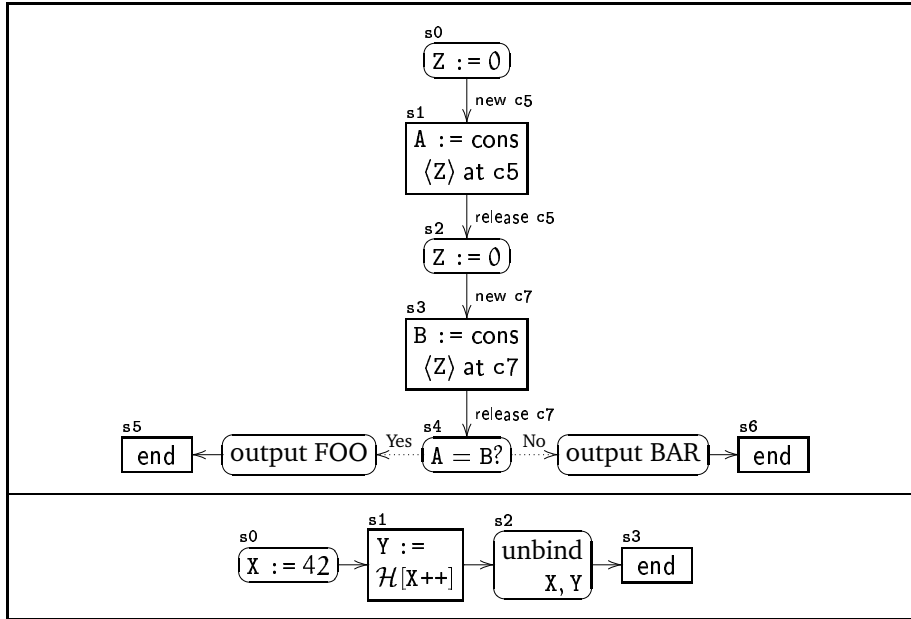 s0
Z := 0
new c5
s1
A := cons
⟨Z⟩ at c5
release c5
s2
Z := 0
new c7
s3
B := cons
⟨Z⟩ at c7
release c7
s5
end
output FOO
Yes
s4
A = B?
No
output BAR
s6
end
s0
X := 42
s1
Y :=
ℋ[X++]
s2
unbind
X, Y
s3
end